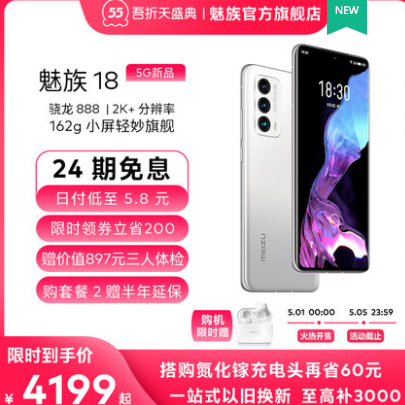 55 吾折天盛典 魅族官方旗舰店
NEW
魅族 18 5G新品
骁龙 888 | 2K+ 分辨率
162g 小屏轻妙旗舰
24 期免息
日付低至 5.8 元
限时领券立省200
赠价值897元三人体检
购套餐 2 赠半年延保
18:30
MEIZU
购机
限时赠
5.01 00:00
火热开售
5.05 23:59
活动截止
限时到手价
¥4199起
搭购氮化镓充电头再省60元
一站式以旧换新 至高补3000